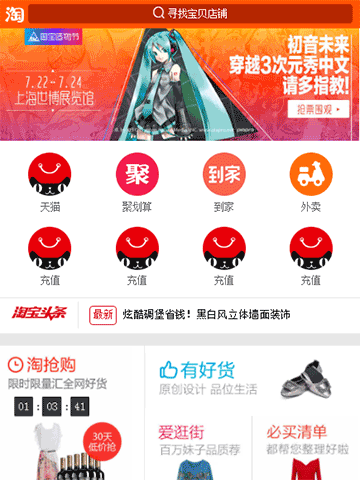 淘
寻找宝贝店铺
淘宝造物节
7.22-7.24
上海世博展览馆
初音未来
穿越3次元秀中文
请多指教!
抢票围观
聚
到家
天猫
聚划算
到家
外卖
充值
充值
充值
充值
淘宝头条
最新
炫酷碉堡省钱！黑白风立体墙面装饰
淘抢购
限时限量汇全网好货
01:03:41
30天
低价抢
有好货
原创设计 品位生活
爱逛街
百万妹子品质荐
必买清单
都帮您整理好啦